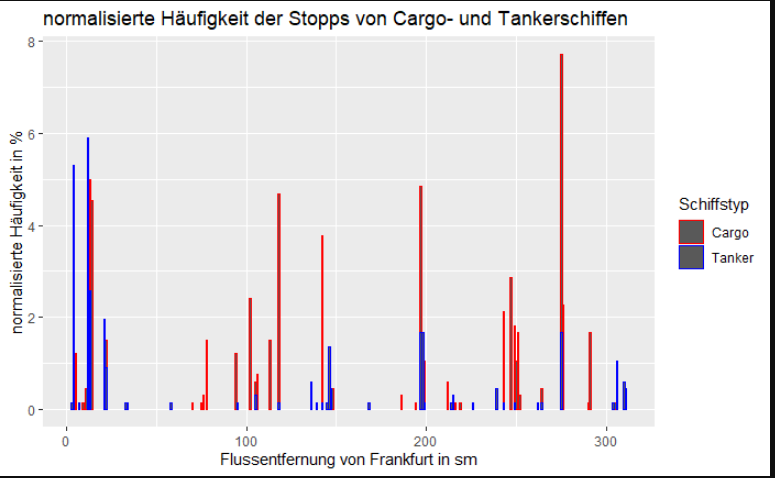 normalisierte Häufigkeit der Stopps von Cargo- und Tankerschiffen
normalisierte Häufigkeit in %
8
6
4
2
0
0 100 200 300
Flussentfernung von Frankfurt in sm
Schiffstyp
Cargo
Tanker